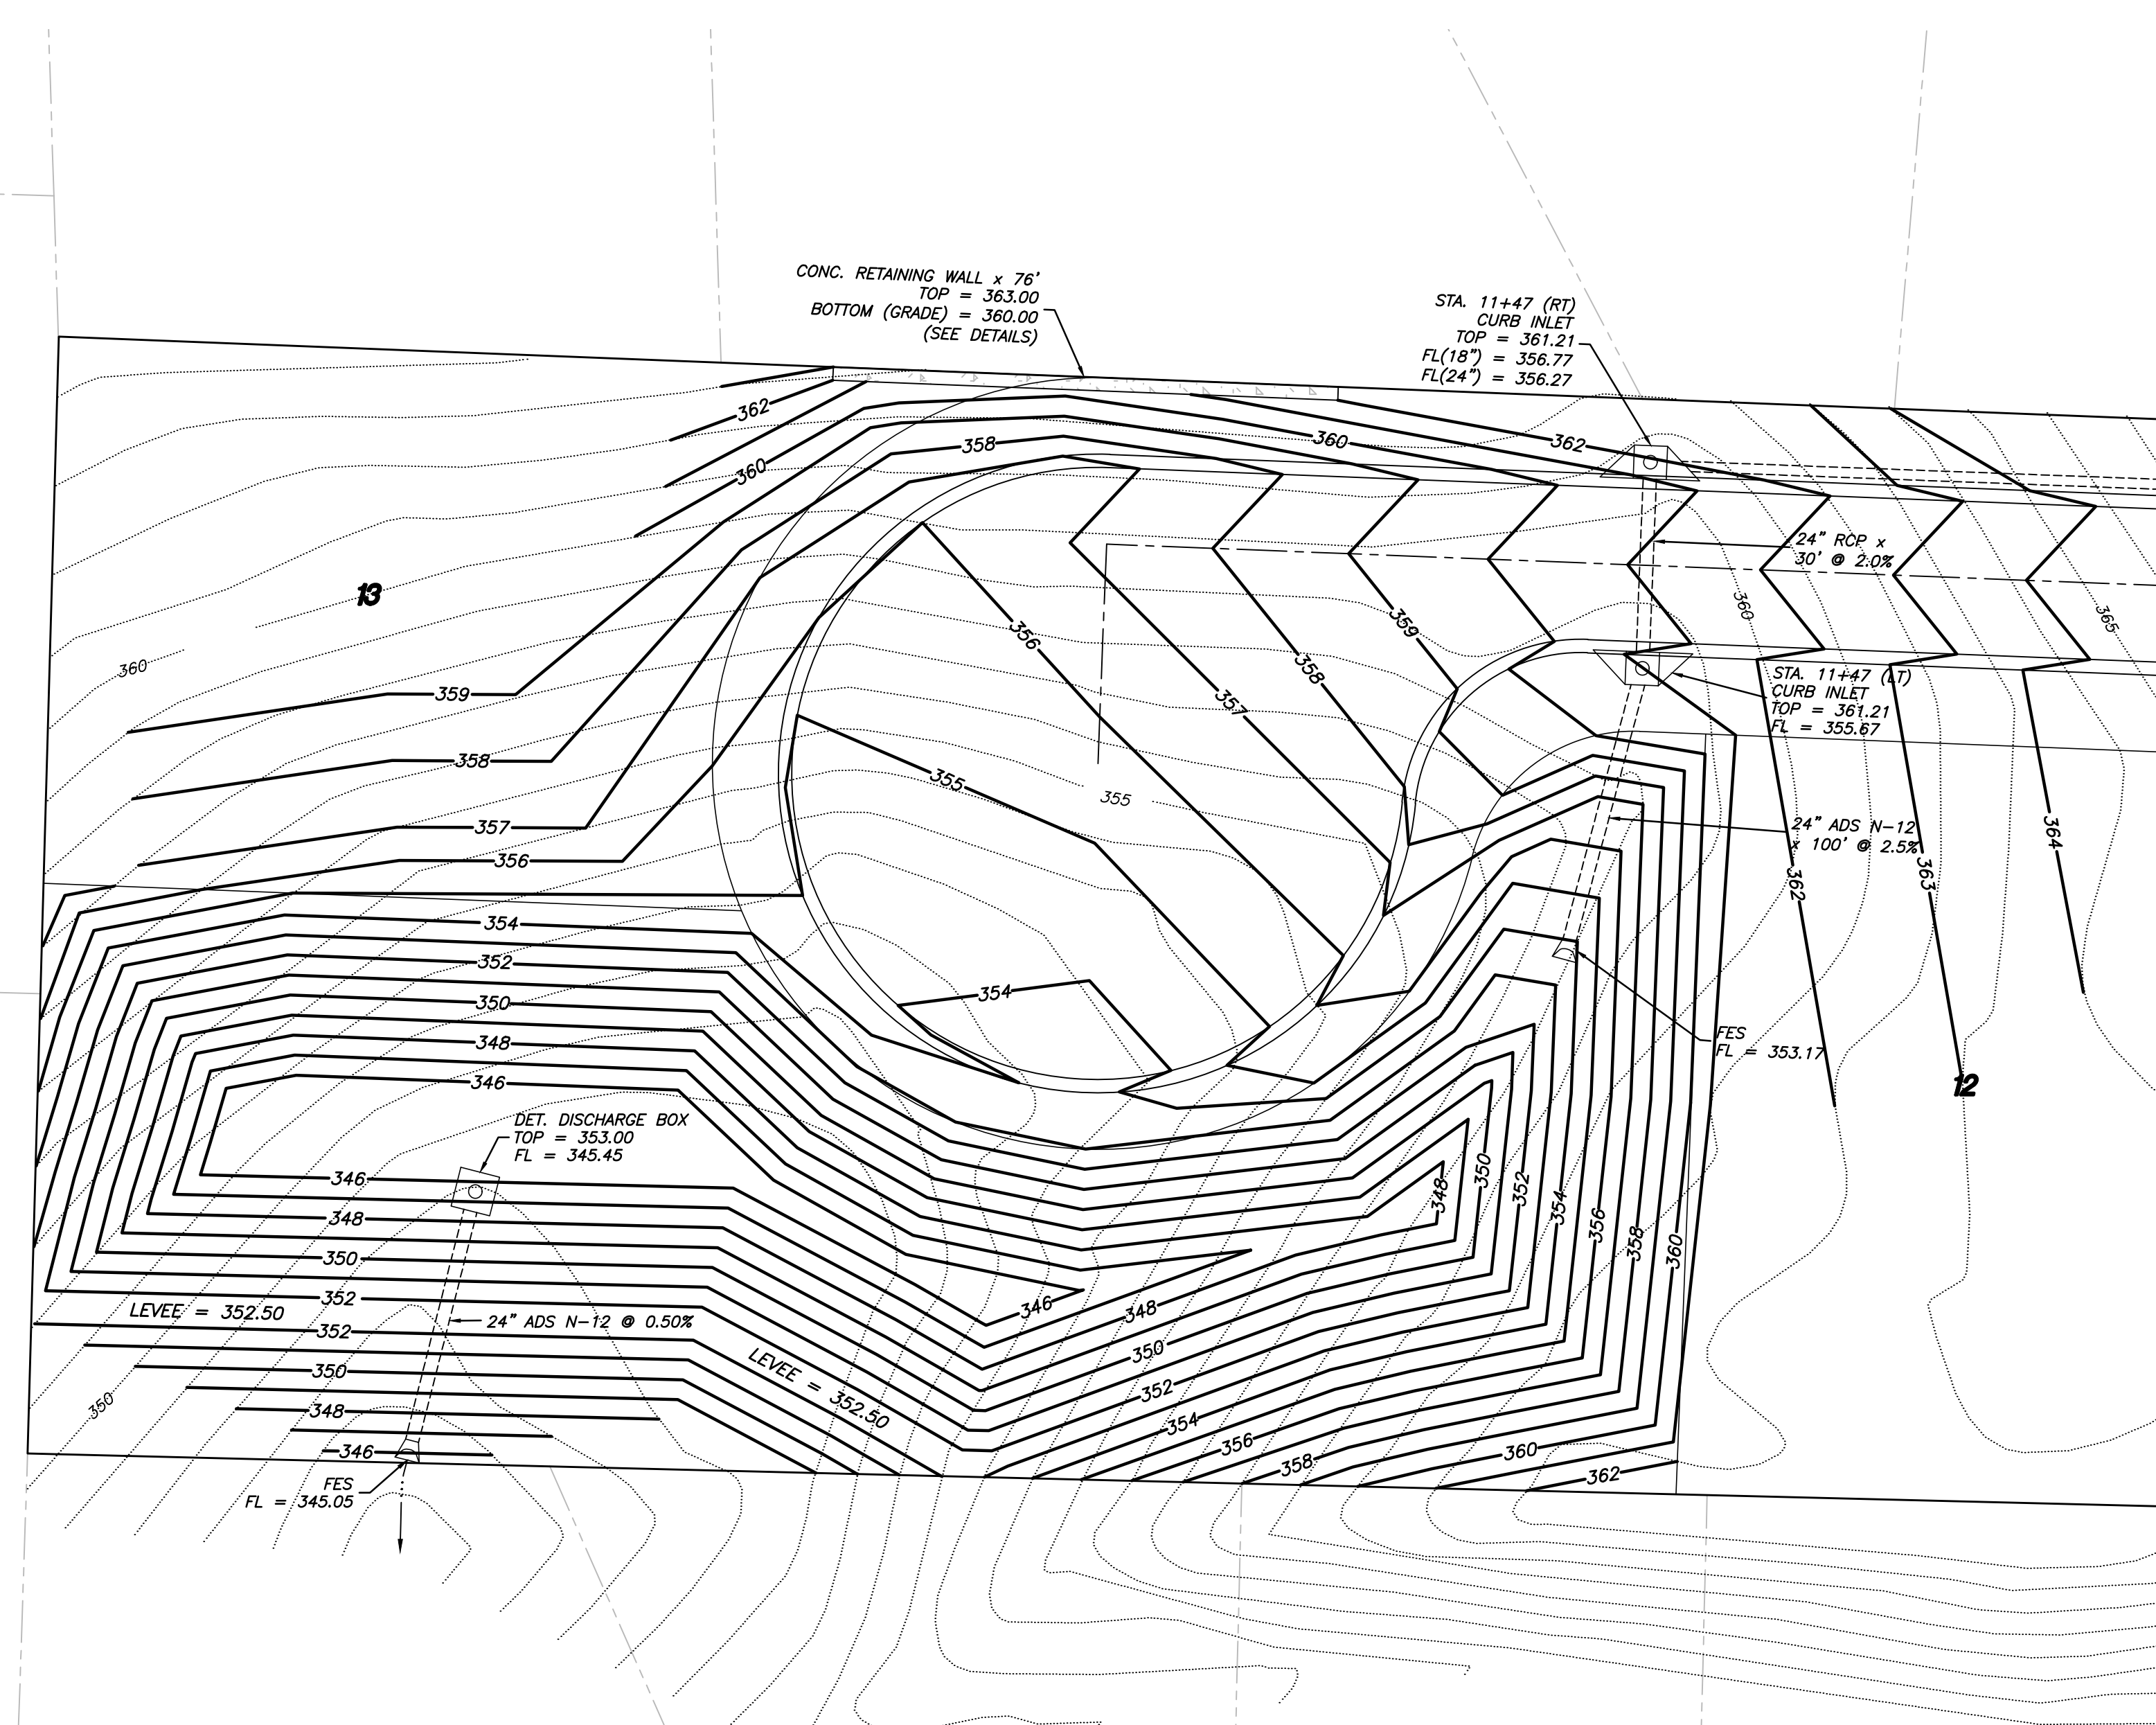 CONC. RETAINING WALL x 76'
TOP = 363.00
BOTTOM (GRADE) = 360.00
(SEE DETAILS)
STA. 11+47 (RT)
CURB INLET
TOP = 361.21
FL(18") = 356.77
FL(24") = 356.27
362
358
360
362
360
24" RCP x
30' @ 2.0%
13
360
359
356
360
365
358
357
359
STA. 11+47 (LT)
CURB INLET
TOP = 361.21
FL = 355.67
358
355
355
357
24" ADS N-12
x 100' @ 2.5%
364
356
362
363
354
352
354
350
FES
FL = 353.17
348
346
12
DET. DISCHARGE BOX
TOP = 353.00
FL = 345.45
346
348
350
352
354
356
358
360
348
350
352
LEVEE = 352.50
24" ADS N-12 @ 0.50%
346
348
352
350
LEVEE = 352.50
350
350
352
348
354
346
356
358
360
362
FES
FL = 345.05